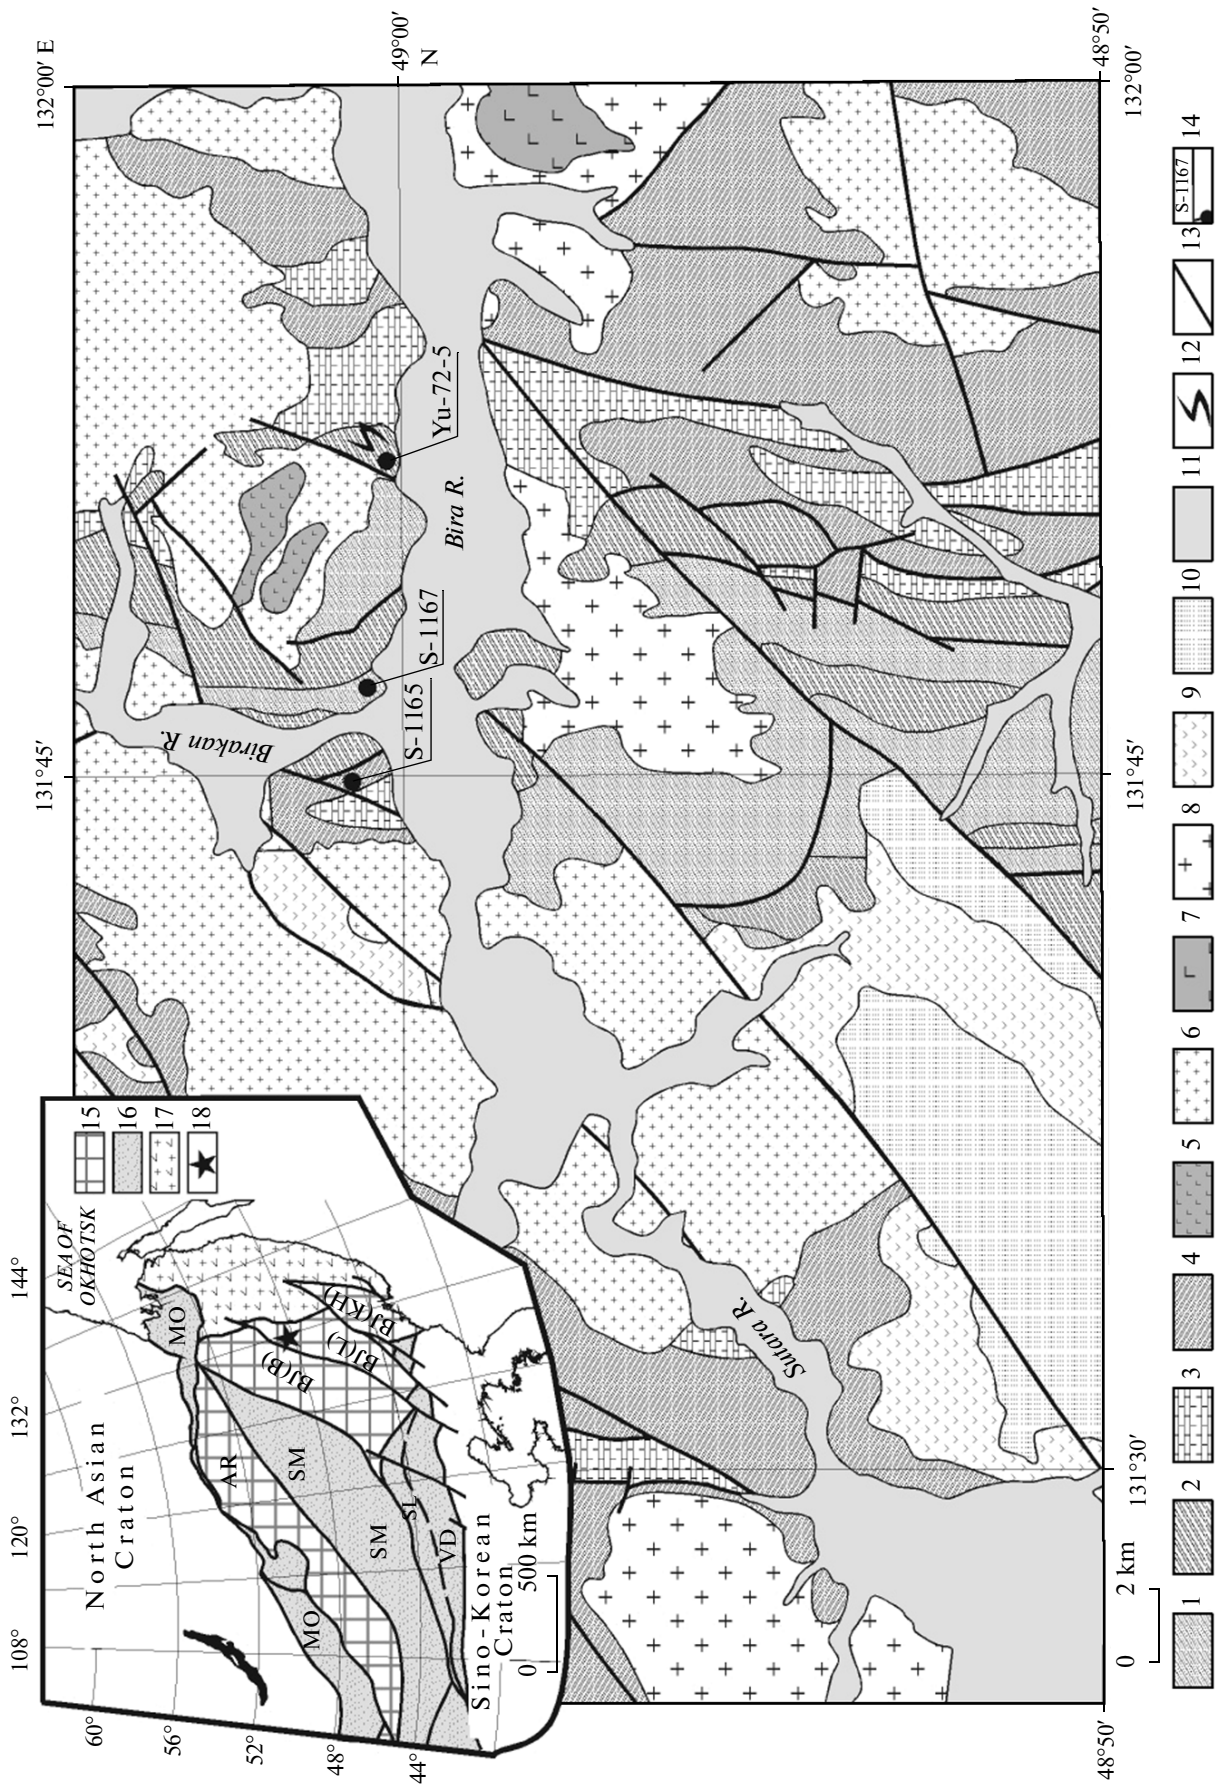 SEA OF
OKHOTSK
North Asian
Craton
Sino-Korean
Craton
0 500 km
108°
120°
132°
144°
60°
56°
52°
48°
44°
MO
MO
AR
SM
SM
SL
VD
BJ(B)
BJ(L)
BJ(KH)
15
16
17
18
131°45′
132°00′ E
49°00′
N
48°50′
132°00′
131°45′
131°30′
48°50′
Birakan R.
Bira R.
Sutara R.
S-1165
S-1167
Yu-72-5
0 2 km
1
2
3
4
5
6
7
8
9
10
11
12
13
14
S-1167